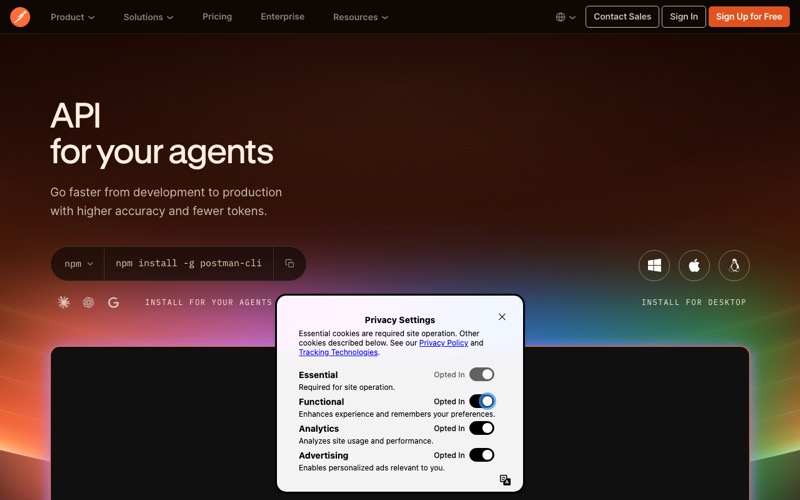 Product
Solutions
Pricing
Enterprise
Resources
Contact Sales
Sign In
Sign Up for Free
API
for your agents
Go faster from development to production
with higher accuracy and fewer tokens.
npm
npm install -g postman-cli
INSTALL FOR YOUR AGENTS
INSTALL FOR DESKTOP
Privacy Settings
Essential cookies are required site operation. Other
cookies described below. See our Privacy Policy and
Tracking Technologies.
Essential
Opted In
Required for site operation.
Functional
Opted In
Enhances experience and remembers your preferences.
Analytics
Opted In
Analyzes site usage and performance.
Advertising
Opted In
Enables personalized ads relevant to you.